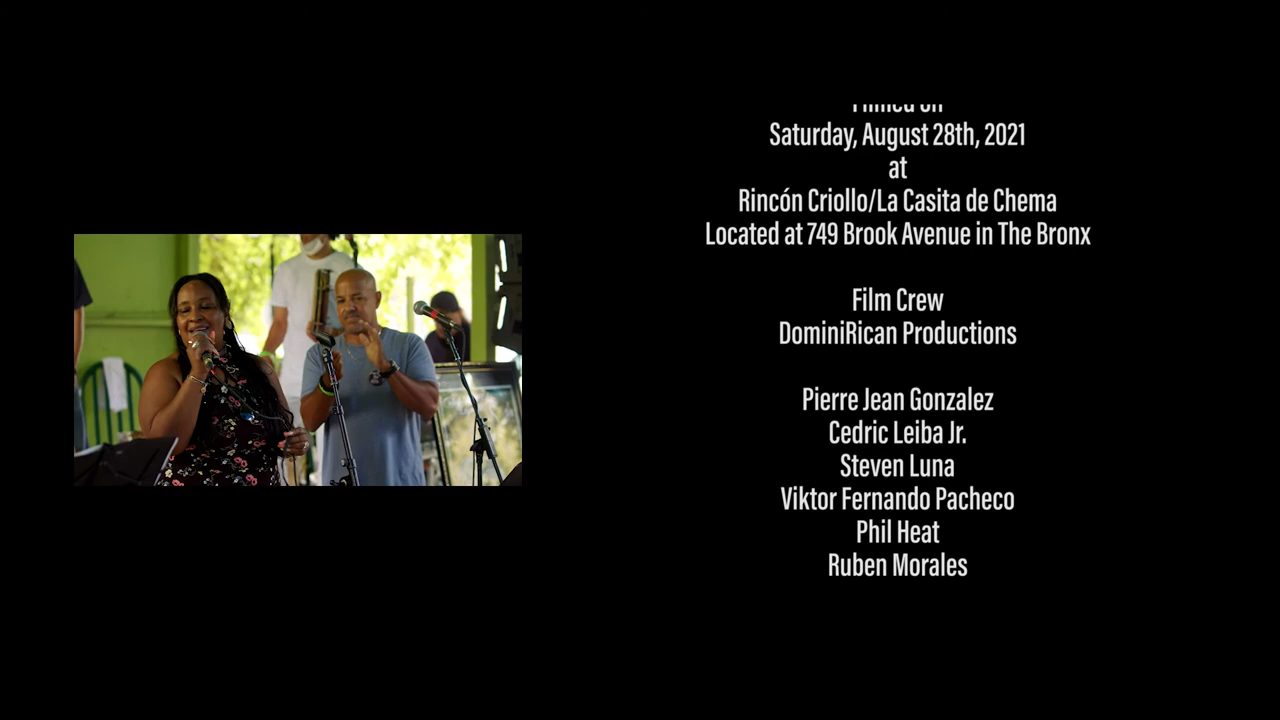 Saturday, August 28th, 2021
at
Rincón Criollo/La Casita de Chema
Located at 749 Brook Avenue in The Bronx
Film Crew
DominiRican Productions
Pierre Jean Gonzalez
Cedric Leiba Jr.
Steven Luna
Viktor Fernando Pacheco
Phil Heat
Ruben Morales